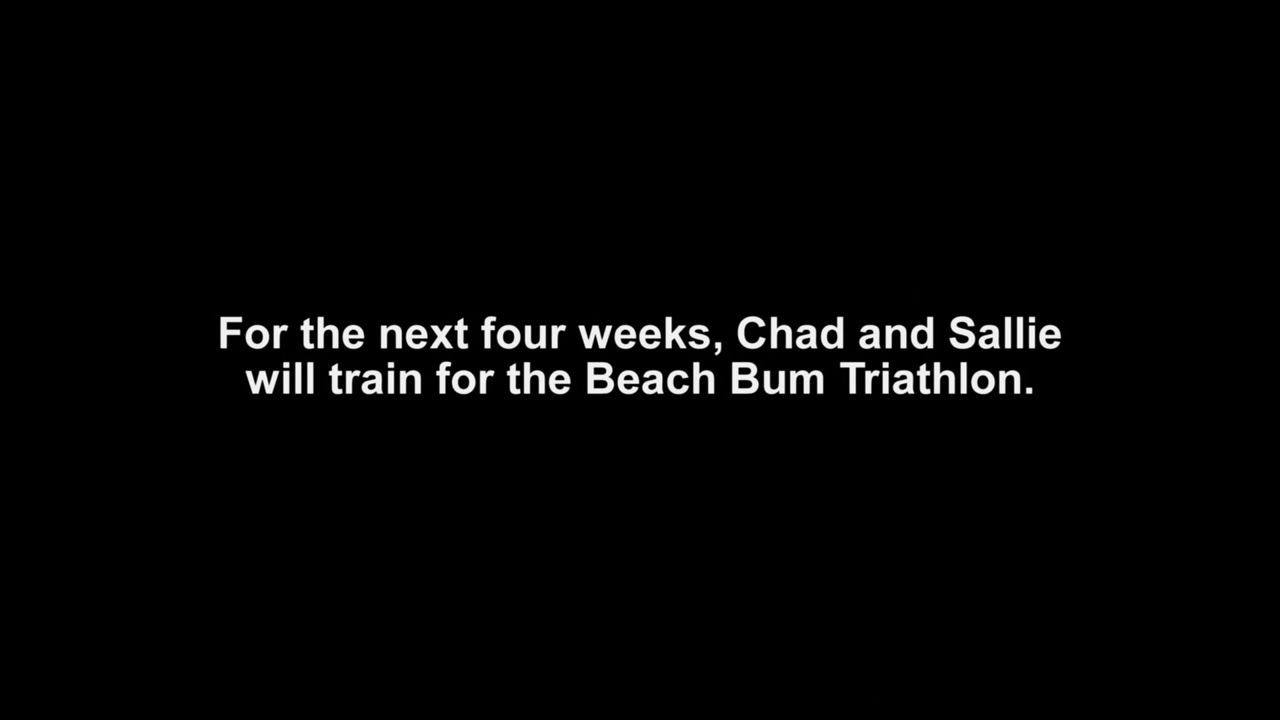 For the next four weeks, Chad and Sallie
will train for the Beach Bum Triathlon.